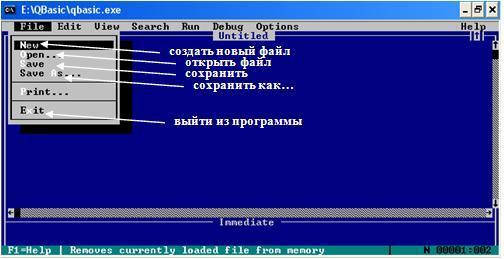 E:\QBasic\qbasic.exe
File Edit View Search Run Debug Options Help
Untitled
New создать новый файл
Open... открыть файл
Save сохранить
Save As... сохранить как...
Print...
Exit выйти из программы
Immediate
F1=Help | Removes currently loaded file from memory N 00001:002